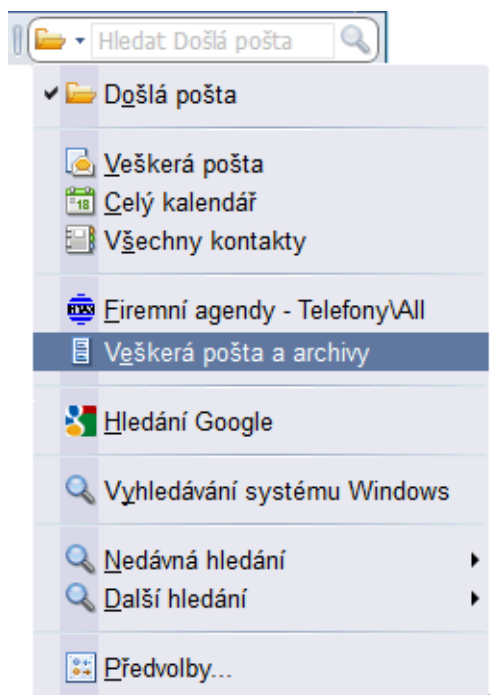 Hledat Došlá pošta
Došlá pošta
Veškerá pošta
18
Celý kalendář
Všechny kontakty
Firemní agendy - Telefony\All
Veškerá pošta a archivy
Hledání Google
Vyhledávání systému Windows
Nedávná hledání
Další hledání
Předvolby...